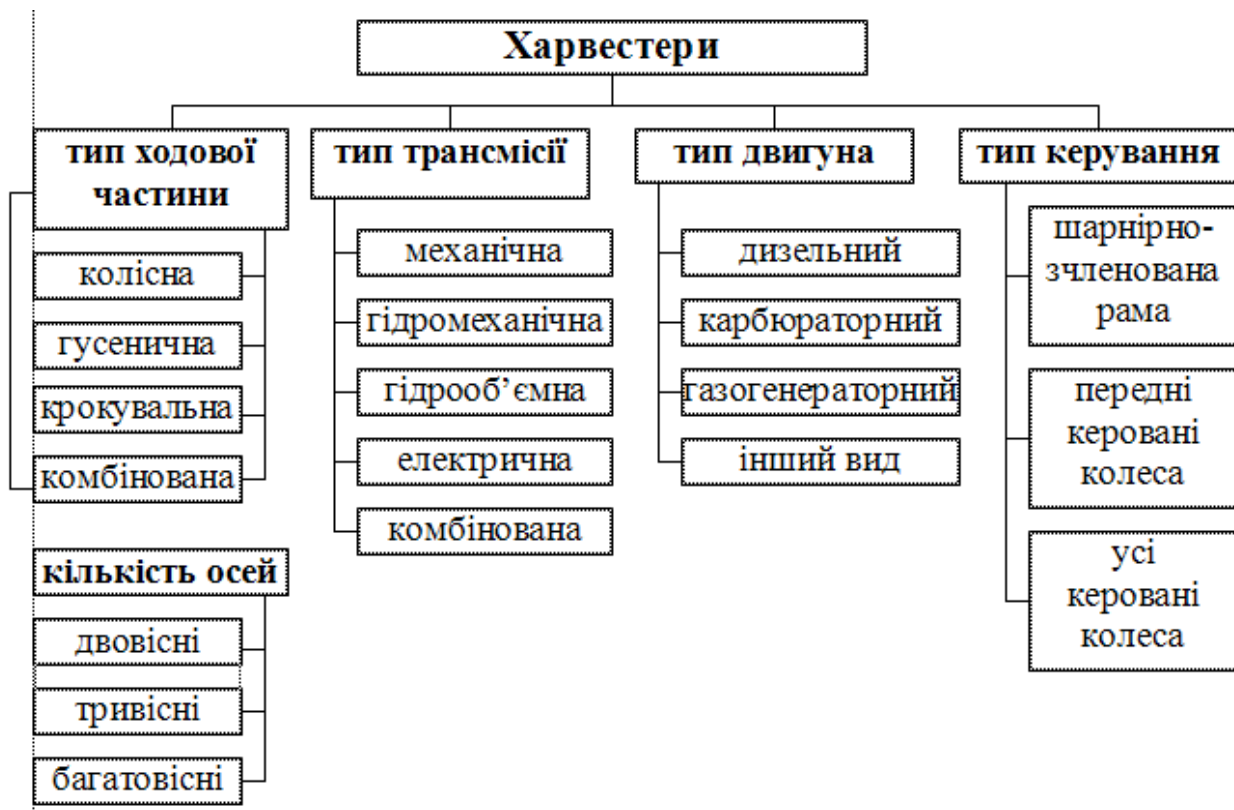 Харвестери
тип ходової
частини
колісна
гусенична
крокувальна
комбінована
кількість осей
двовісні
тривісні
багатовісні
тип трансмісії
механічна
гідромеханічна
гідрооб’ємна
електрична
комбінована
тип двигуна
дизельний
карбюраторний
газогенераторний
інший вид
тип керування
шарнірно-
зчленована
рама
передні
керовані
колеса
усі
керовані
колеса